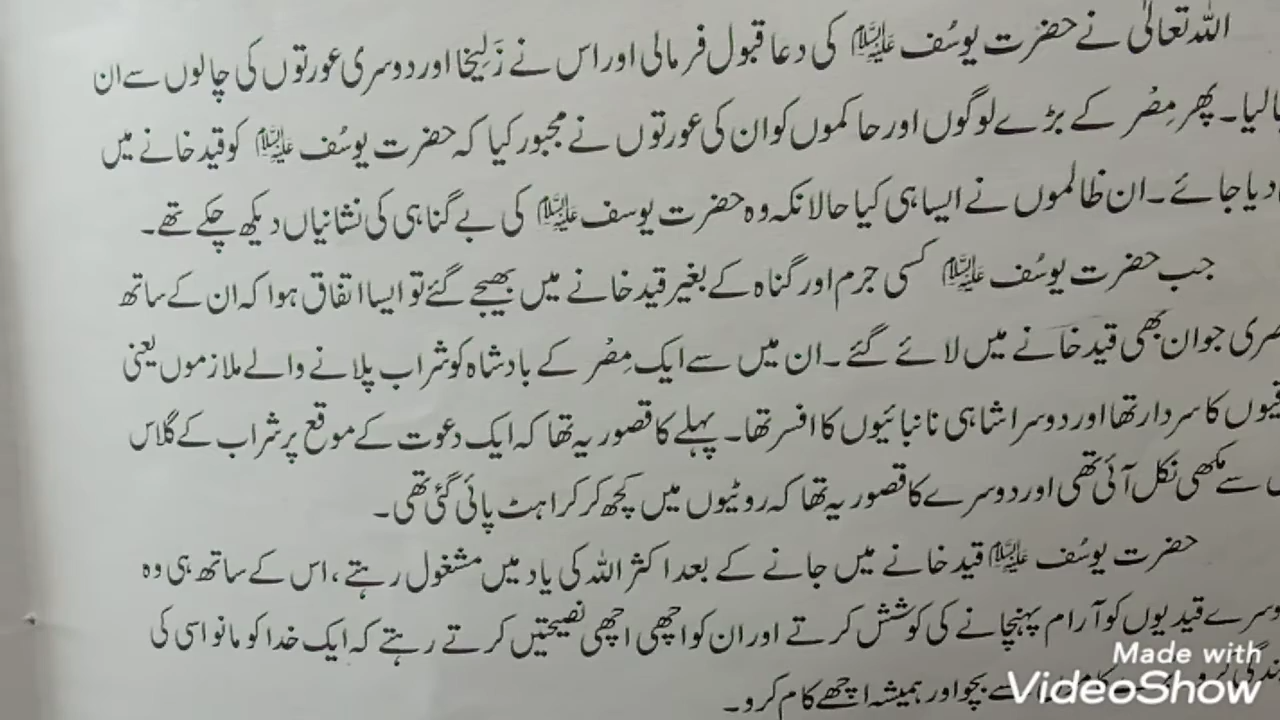 اللہ تعالیٰ نے حضرت یوسُف علیہ السلام کی دعا قبول فرمالی اور اس نے زَلِیخا اور دوسری عورتوں کی چالوں سے ان
الیا۔ پھر مِصْر کے بڑے لوگوں اور حاکموں کو ان کی عورتوں نے مجبور کیا کہ حضرت یوسُف علیہ السلام کو قید خانے میں
دیا جائے۔ ان ظالموں نے ایسا ہی کیا حالانکہ وہ حضرت یوسف علیہ السلام کی بے گناہی کی نشانیاں دیکھ چکے تھے۔
جب حضرت یوسُف علیہ السلام کسی جرم اور گناہ کے بغیر قید خانے میں بھیجے گئے تو ایسا اتفاق ہوا کہ ان کے ساتھ
صری جوان بھی قید خانے میں لائے گئے۔ ان میں سے ایک مِصْر کے بادشاہ کو شراب پلانے والے ملازموں یعنی
قیوں کا سردار تھا اور دوسرا شاہی نانبائیوں کا افسر تھا۔ پہلے کا قصور یہ تھا کہ ایک دعوت کے موقع پر شراب کے گلاس
سے مکھی نکل آئی تھی اور دوسرے کا قصور یہ تھا کہ روٹیوں میں کچھ کرکراہٹ پائی گئی تھی۔
حضرت یوسُف علیہ السلام قید خانے میں جانے کے بعد اکثر اللہ کی یاد میں مشغول رہتے، اس کے ساتھ ہی وہ
وسرے قیدیوں کو آرام پہنچانے کی کوشش کرتے اور ان کو اچھی اچھی نصیحتیں کرتے رہتے کہ ایک خدا کو مانو اسی کی
سے بچو اور ہمیشہ اچھے کام کرو۔
Made with
VideoShow